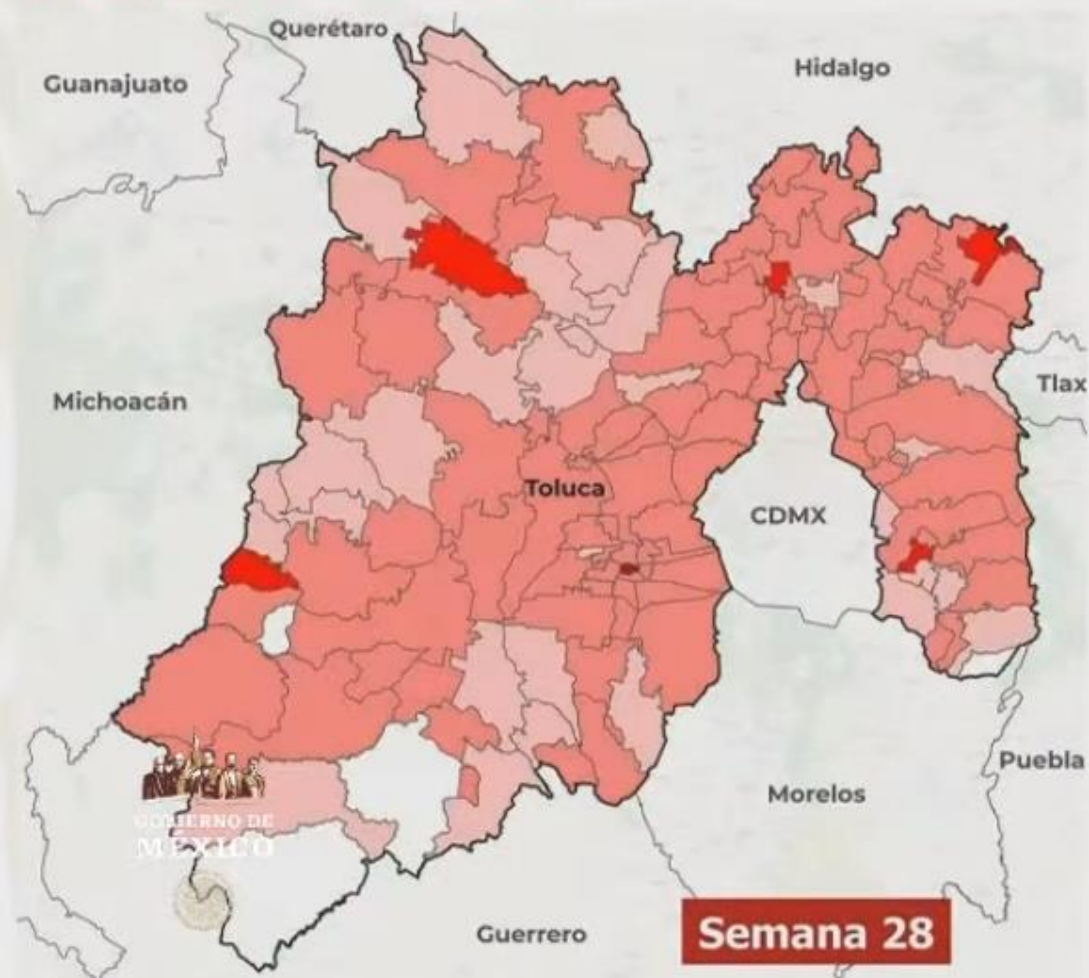 Querétaro
Guanajuato
Hidalgo
Michoacán
Tlax
Toluca
CDMX
Puebla
Morelos
GOBIERNO DE
MÉXICO
Guerrero
Semana 28